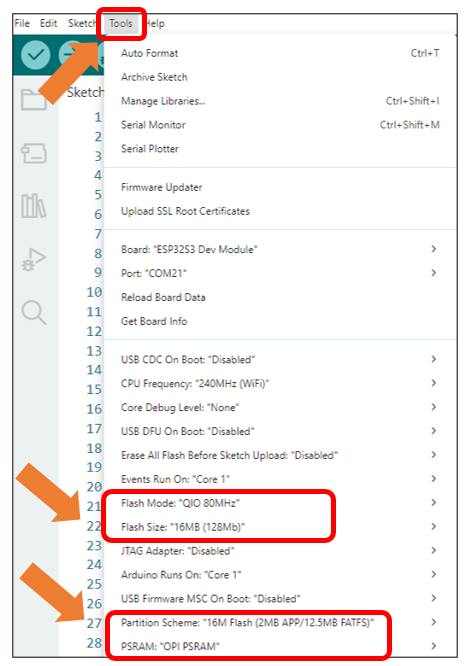 File Edit Sketch Tools Help
Auto Format Ctrl+T
Archive Sketch
Manage Libraries... Ctrl+Shift+I
Serial Monitor Ctrl+Shift+M
Serial Plotter
Firmware Updater
Upload SSL Root Certificates
Board: "ESP32S3 Dev Module"
Port: "COM21"
Reload Board Data
Get Board Info
USB CDC On Boot: "Disabled"
CPU Frequency: "240MHz (WiFi)"
Core Debug Level: "None"
USB DFU On Boot: "Disabled"
Erase All Flash Before Sketch Upload: "Disabled"
Events Run On: "Core 1"
Flash Mode: "QIO 80MHz"
Flash Size: "16MB (128Mb)"
JTAG Adapter: "Disabled"
Arduino Runs On: "Core 1"
USB Firmware MSC On Boot: "Disabled"
Partition Scheme: "16M Flash (2MB APP/12.5MB FATFS)"
PSRAM: "OPI PSRAM"
Sketch
1
2
3
4
5
6
7
8
9
10
11
12
13
14
15
16
17
18
19
20
21
22
23
24
25
26
27
28